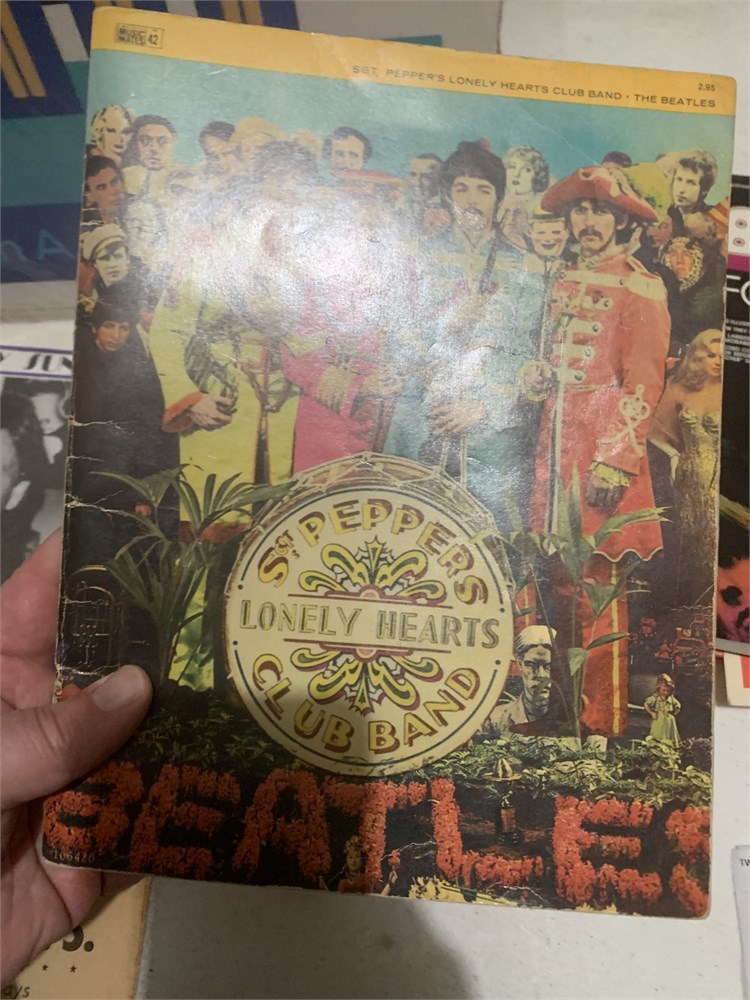 MUSIC
MATES 42
2.95
SGT. PEPPER'S LONELY HEARTS CLUB BAND · THE BEATLES
SGT. PEPPERS
LONELY HEARTS
CLUB BAND
BEATLES
106420